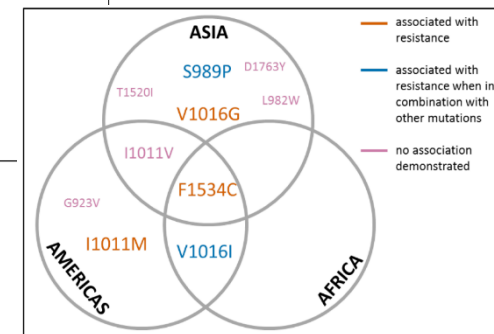 ASIA
S989P
D1763Y
T1520I
L982W
V1016G
I1011V
F1534C
G923V
I1011M
V1016I
AMERICAS
AFRICA
associated with
resistance
associated with
resistance when in
combination with
other mutations
no association
demonstrated